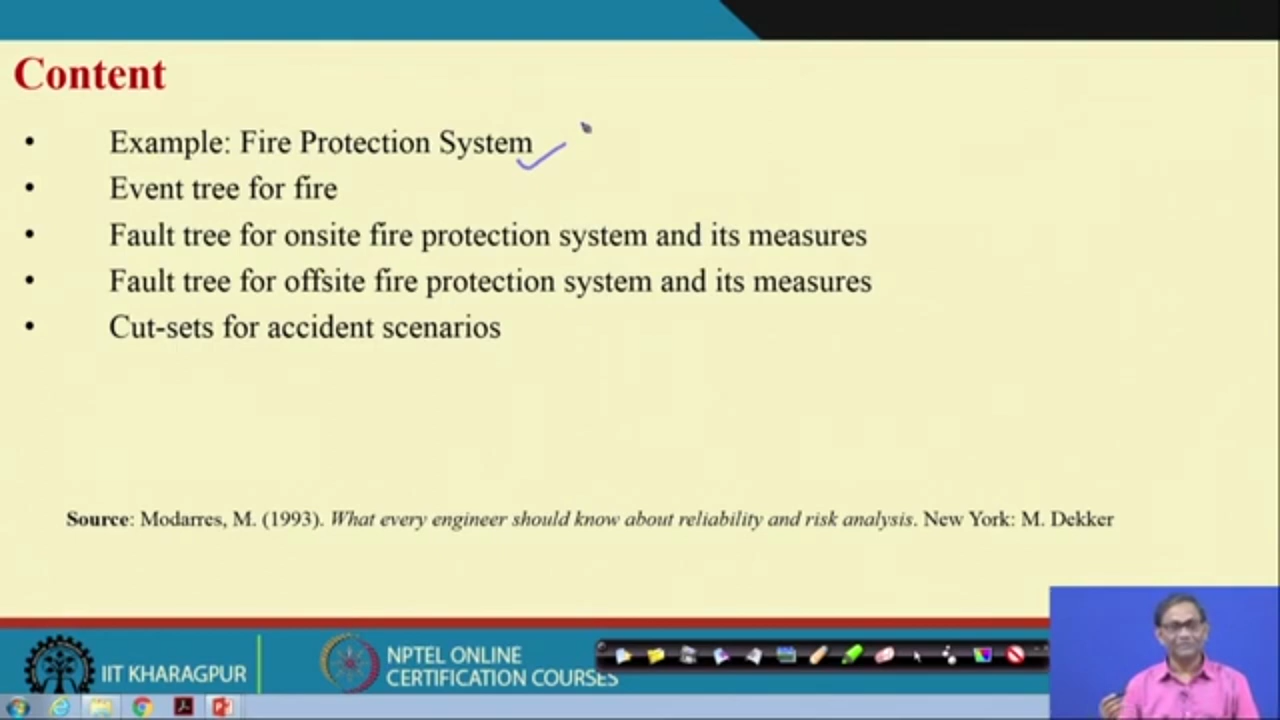 Content
• Example: Fire Protection System
• Event tree for fire
• Fault tree for onsite fire protection system and its measures
• Fault tree for offsite fire protection system and its measures
• Cut-sets for accident scenarios
Source: Modarres, M. (1993). What every engineer should know about reliability and risk analysis. New York: M. Dekker
IIT KHARAGPUR
NPTEL ONLINE
CERTIFICATION COURSES